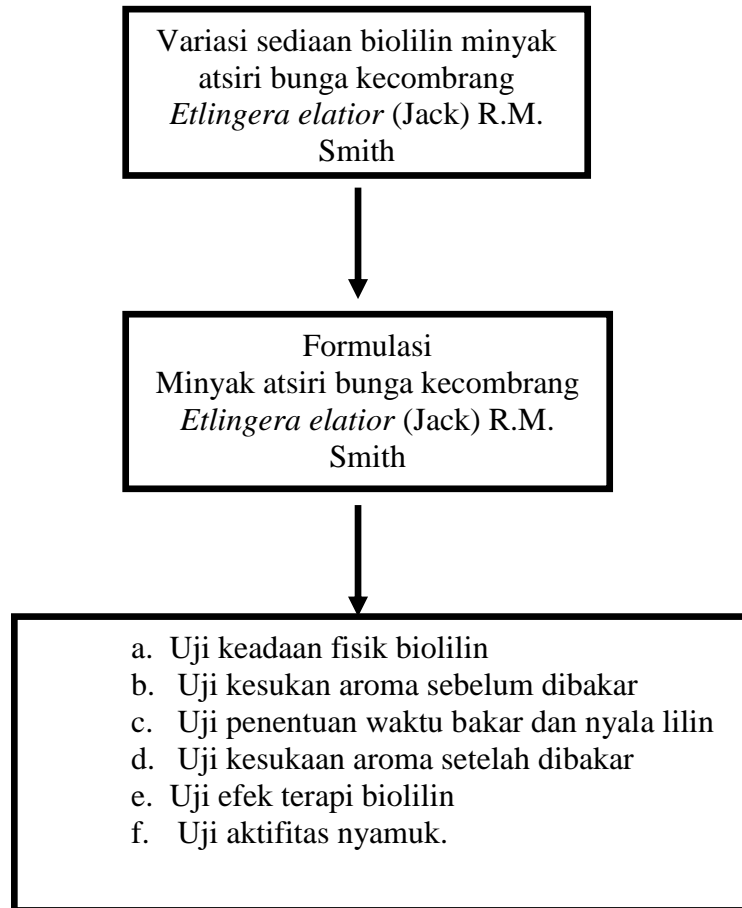 Variasi sediaan biolilin minyak
atsiri bunga kecombrang
Etlingera elatior (Jack) R.M.
Smith
Formulasi
Minyak atsiri bunga kecombrang
Etlingera elatior (Jack) R.M.
Smith
a. Uji keadaan fisik biolilin
b. Uji kesukan aroma sebelum dibakar
c. Uji penentuan waktu bakar dan nyala lilin
d. Uji kesukaan aroma setelah dibakar
e. Uji efek terapi biolilin
f. Uji aktifitas nyamuk.